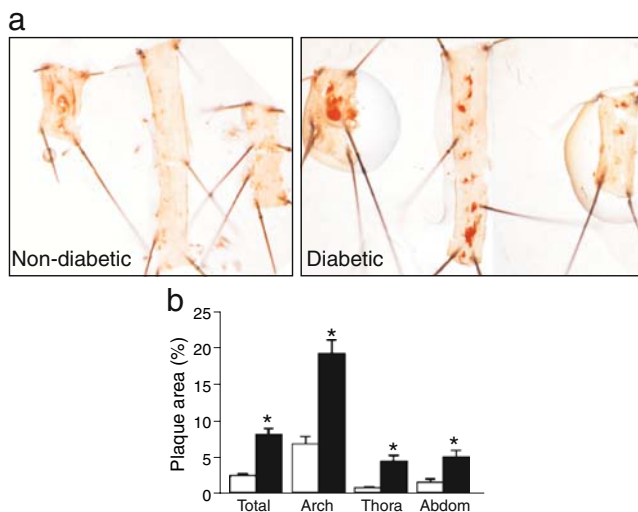 a
Non-diabetic
Diabetic
b
Plaque area (%)
25
20
15
10
5
0
* * * *
Total Arch Thora Abdom